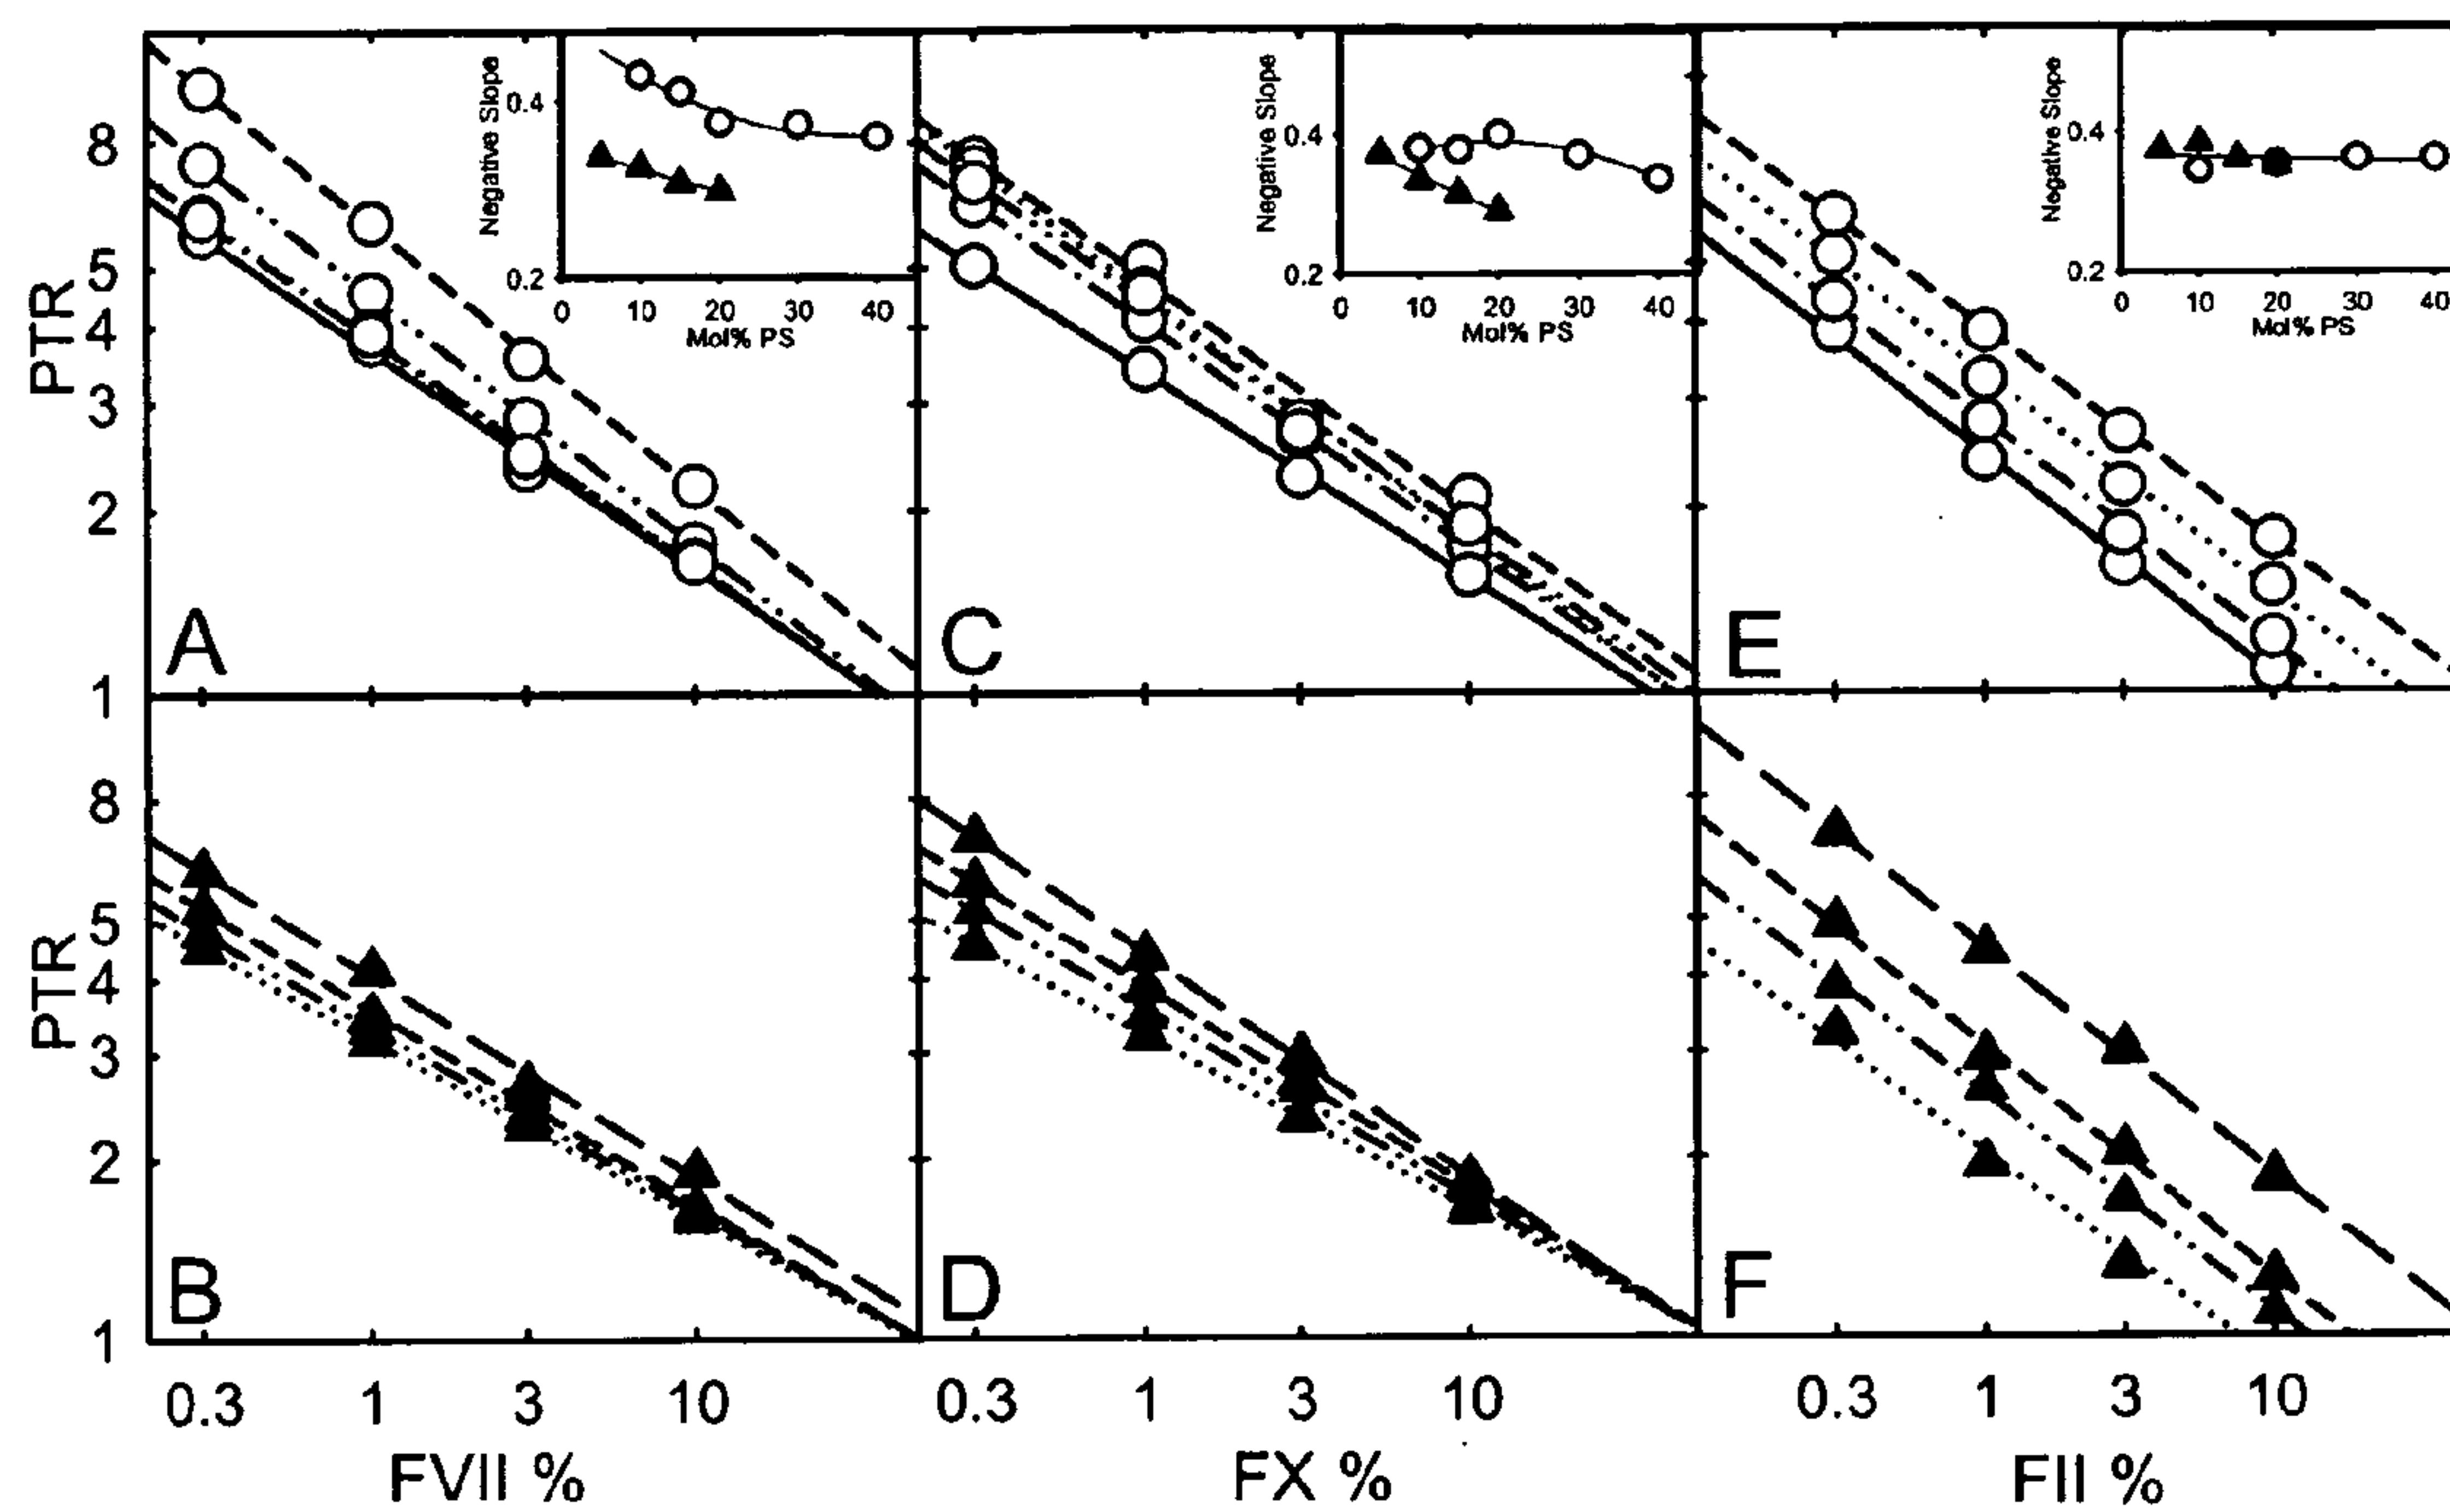 PTR
8
5
4
3
2
1
A
Negative Slope
0.4
0.2
0 10 20 30 40
Mol% PS
C
Negative Slope
0.4
0.2
0 10 20 30 40
Mol% PS
E
Negative Slope
0.4
0.2
0 10 20 30 40
Mol% PS
PTR
8
5
4
3
2
1
B
D
F
0.3 1 3 10 0.3 1 3 10 0.3 1 3 10
FVII % FX % FII %